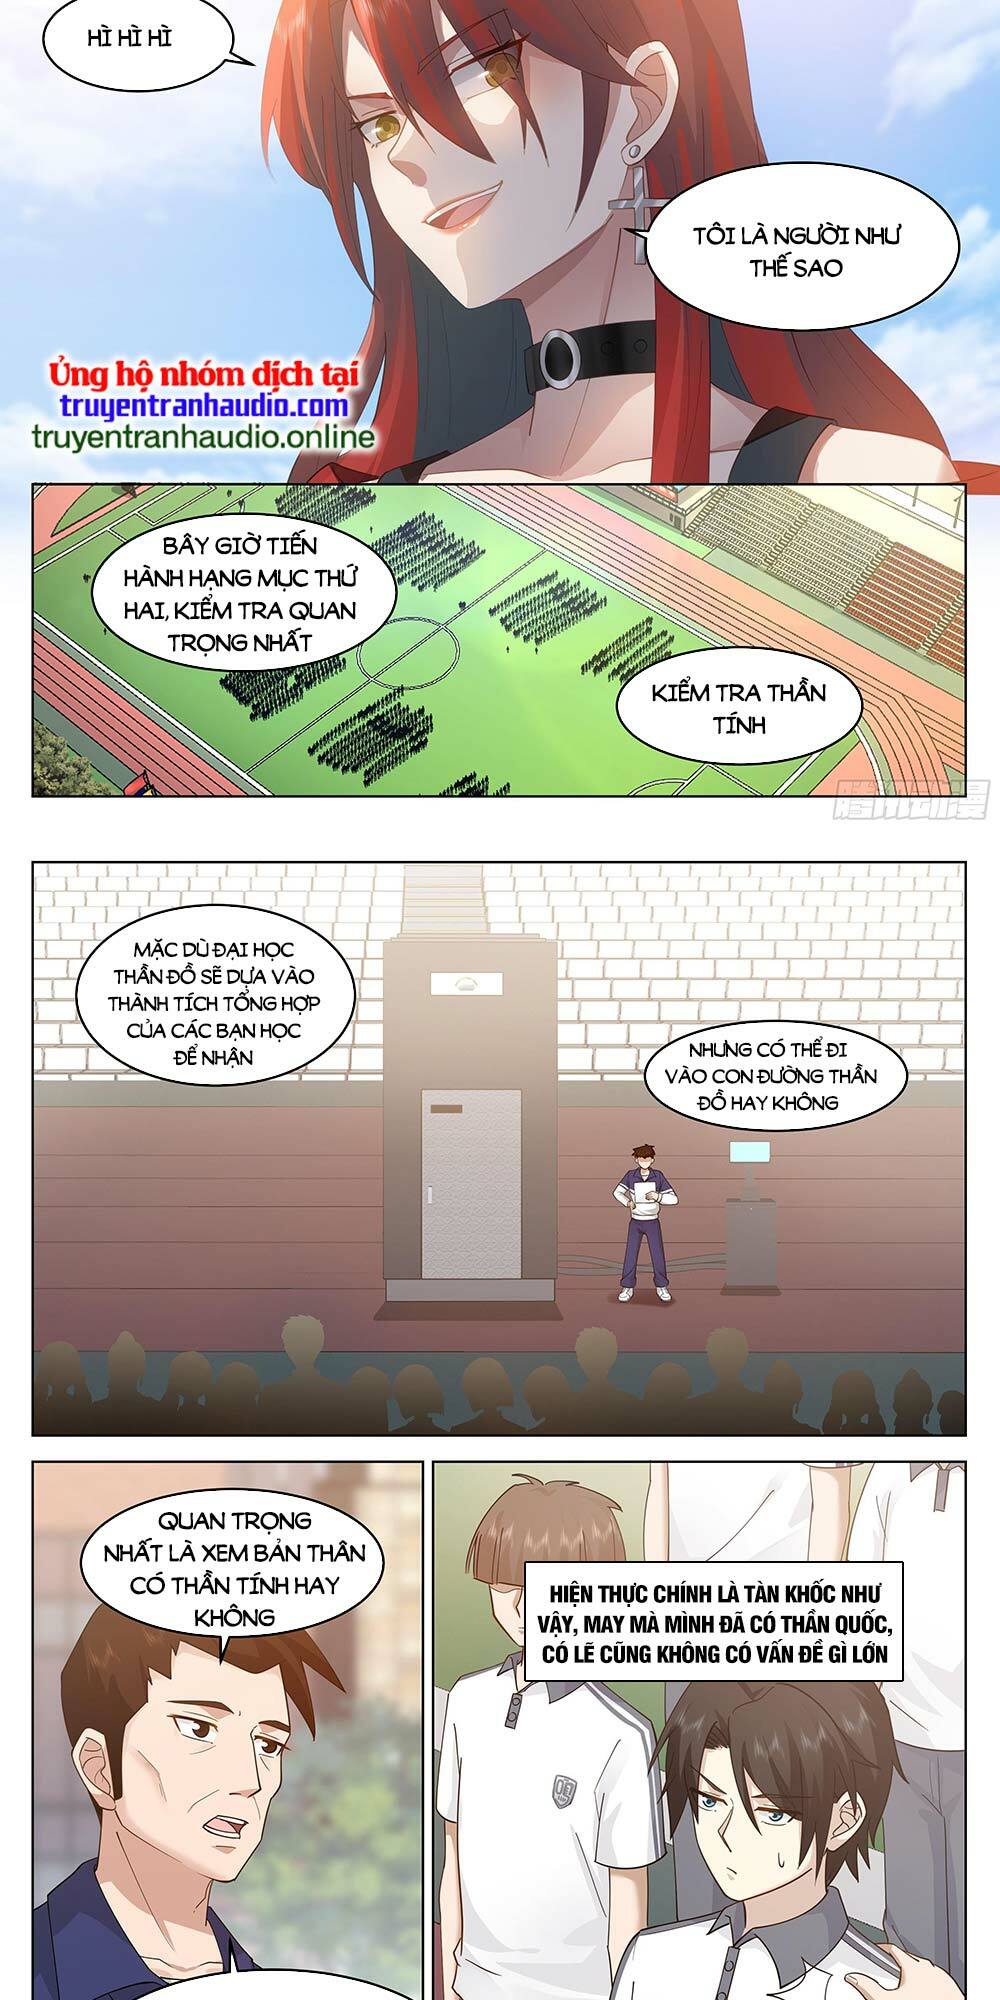 HÌ HÌ HÌ
TÔI LÀ NGƯỜI NHƯ
THẾ SAO
Ủng hộ nhóm dịch tại
truyentranhaudio.com
truyentranhaudio.online
BÂY GIỜ TIẾN
HÀNH HẠNG MỤC THỨ
HAI, KIỂM TRA QUAN
TRỌNG NHẤT
KIỂM TRA THẦN
TÍNH
腾讯动漫
MẶC DÙ ĐẠI HỌC
THẦN ĐỒ SẼ DỰA VÀO
THÀNH TÍCH TỔNG HỢP
CỦA CÁC BẠN HỌC
ĐỂ NHẬN
NHƯNG CÓ THỂ ĐI
VÀO CON ĐƯỜNG THẦN
ĐỒ HAY KHÔNG
QUAN TRỌNG
NHẤT LÀ XEM BẢN THÂN
CÓ THẦN TÍNH HAY
KHÔNG
HIỆN THỰC CHÍNH LÀ TÀN KHỐC NHƯ
VẬY, MAY MÀ MÌNH ĐÃ CÓ THẦN QUỐC,
CÓ LẼ CŨNG KHÔNG CÓ VẤN ĐỀ GÌ LỚN